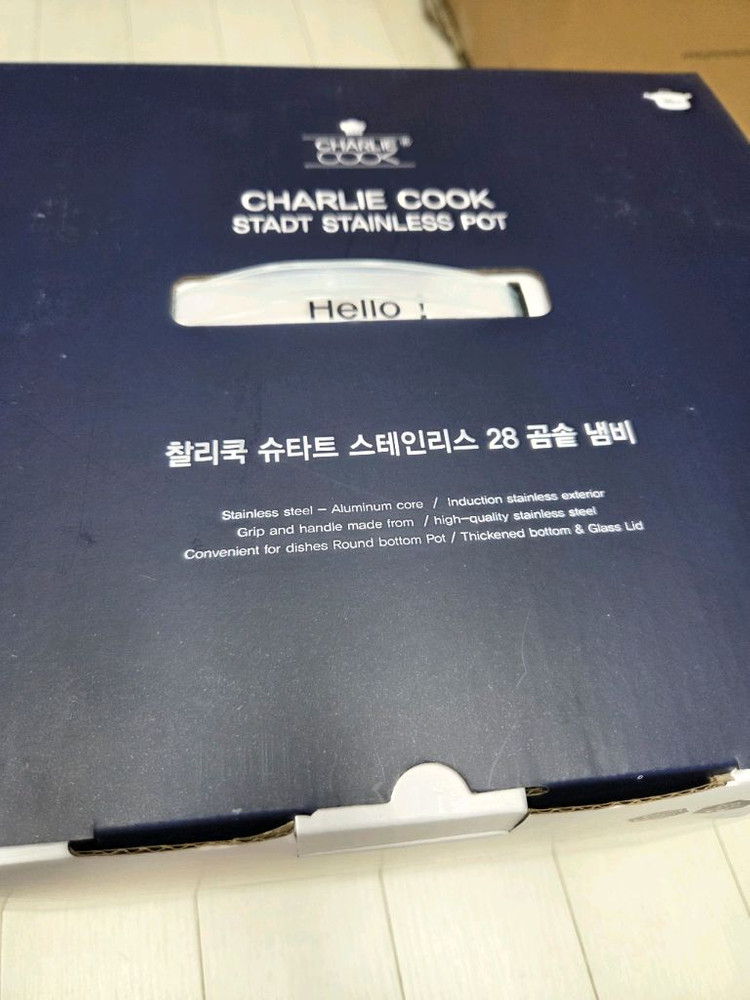 CHARLIE®
COOK
CHARLIE COOK
STADT STAINLESS POT
Hello !
찰리쿡 슈타트 스테인리스 28 곰솥 냄비
Stainless steel – Aluminum core / Induction stainless exterior
Grip and handle made from / high-quality stainless steel
Convenient for dishes Round bottom Pot / Thickened bottom & Glass Lid